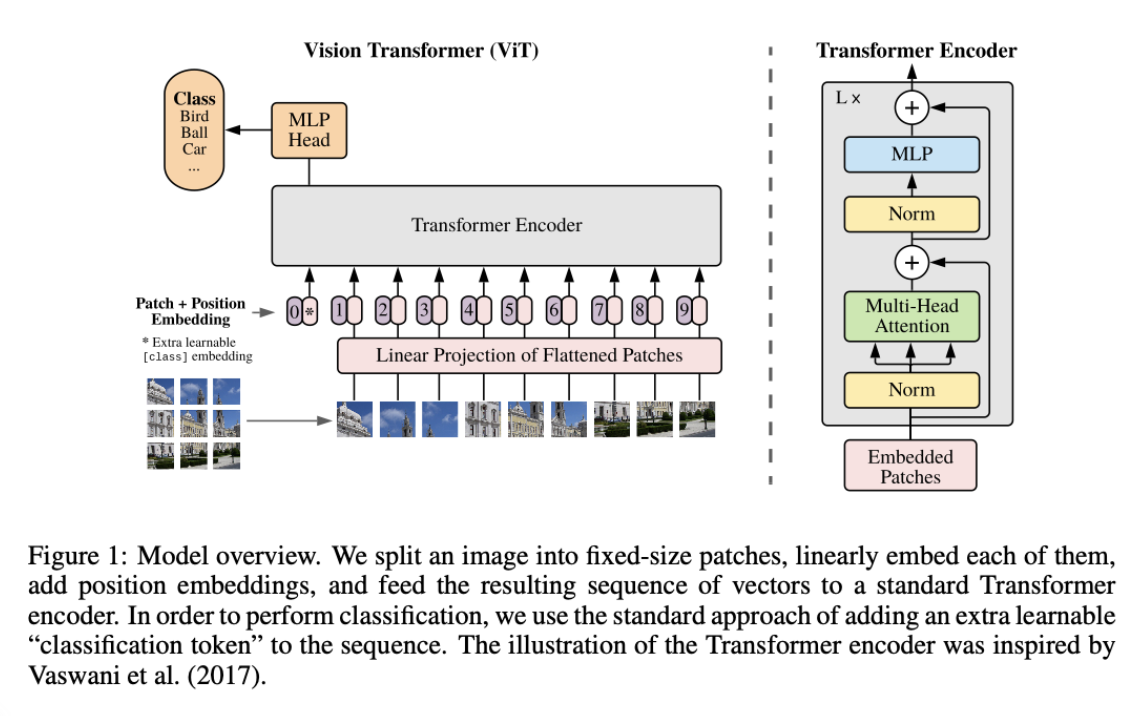 Vision Transformer (ViT)
Class
Bird
Ball
Car
...
MLP
Head
Transformer Encoder
Patch + Position
Embedding
* Extra learnable
[class] embedding
0 * 1 2 3 4 5 6 7 8 9
Linear Projection of Flattened Patches
Transformer Encoder
L x
+
MLP
Norm
+
Multi-Head
Attention
Norm
Embedded
Patches
Figure 1: Model overview. We split an image into fixed-size patches, linearly embed each of them,
add position embeddings, and feed the resulting sequence of vectors to a standard Transformer
encoder. In order to perform classification, we use the standard approach of adding an extra learnable
“classification token” to the sequence. The illustration of the Transformer encoder was inspired by
Vaswani et al. (2017).